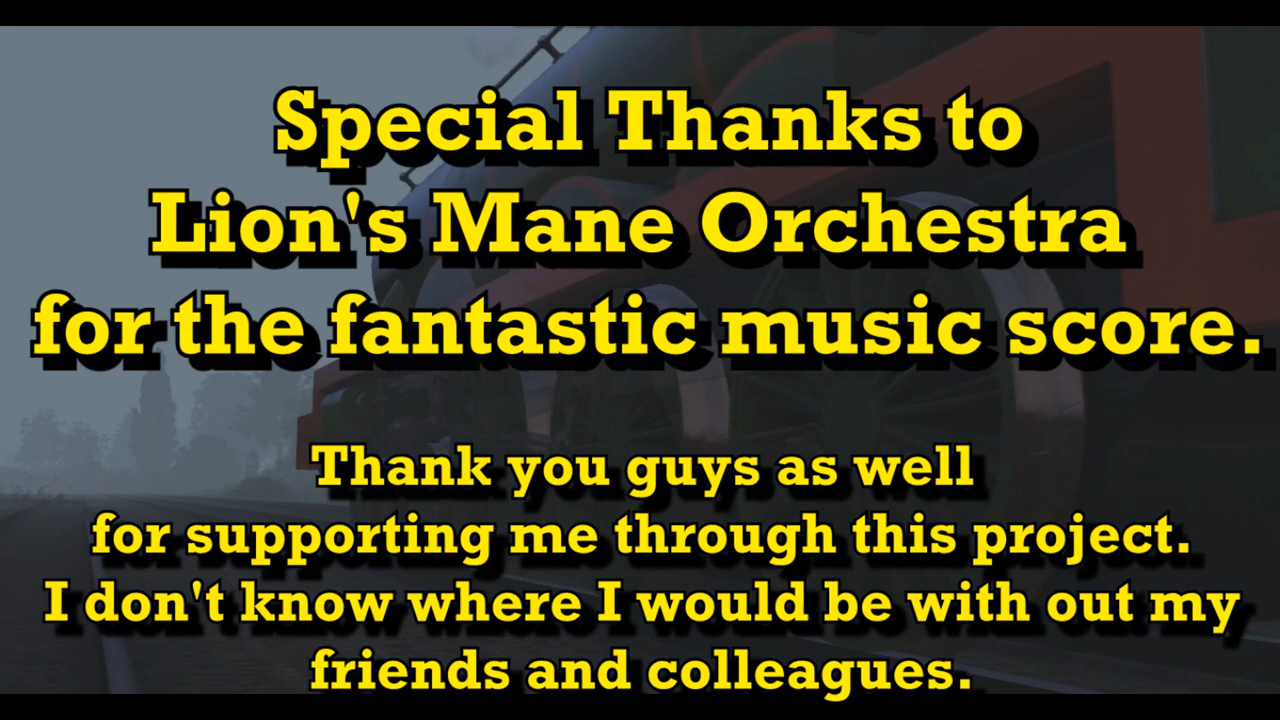 Special Thanks to
Lion's Mane Orchestra
for the fantastic music score.
Thank you guys as well
for supporting me through this project.
I don't know where I would be with out my
friends and colleagues.